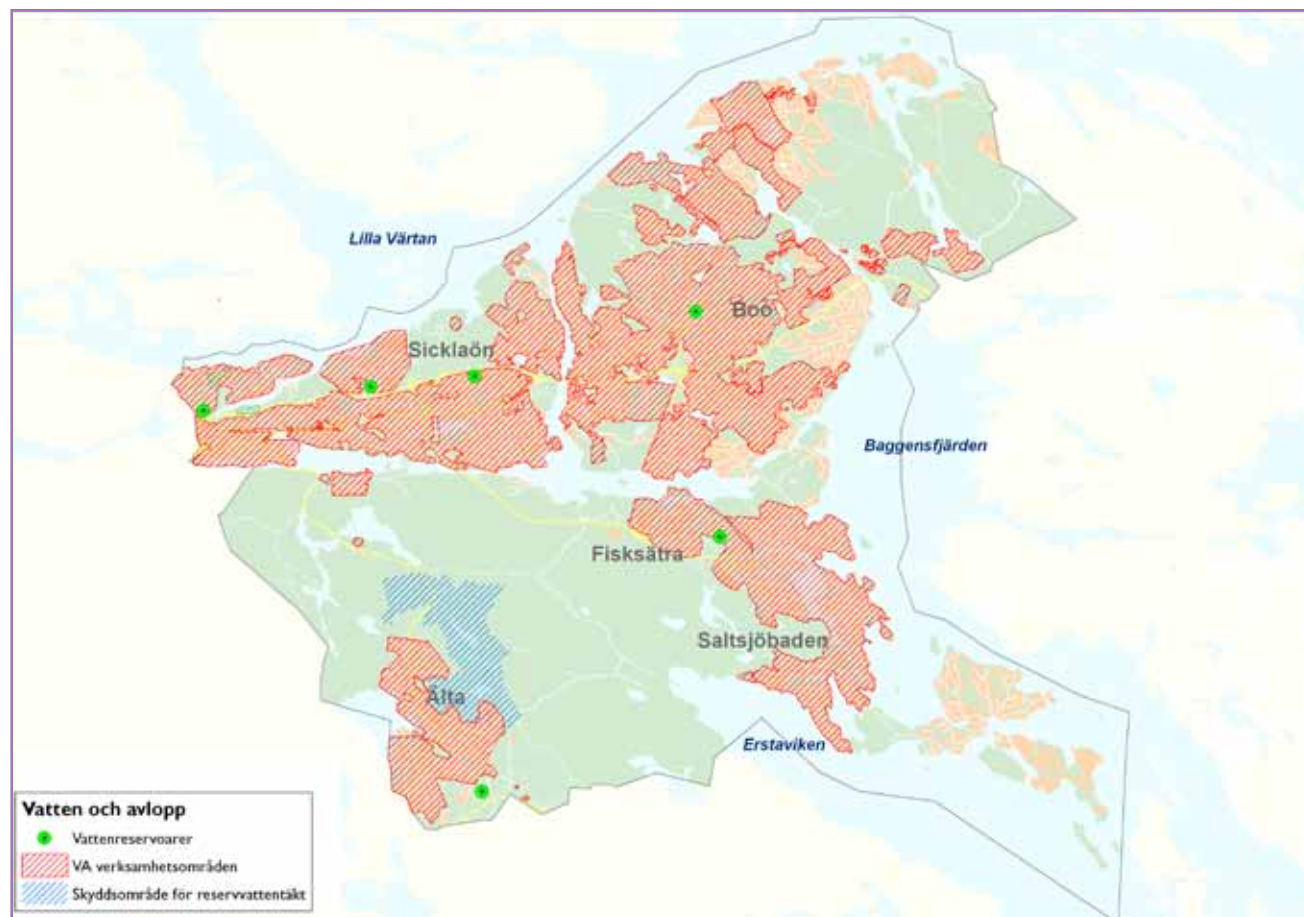 Lilla Värtan
Boo
Sicklaön
Baggensfjärden
Fisksätra
Saltsjöbaden
Älta
Erstaviken
Vatten och avlopp
Vattenreservoarer
VA verksamhetsområden
Skyddsområde för reservvattentäkt